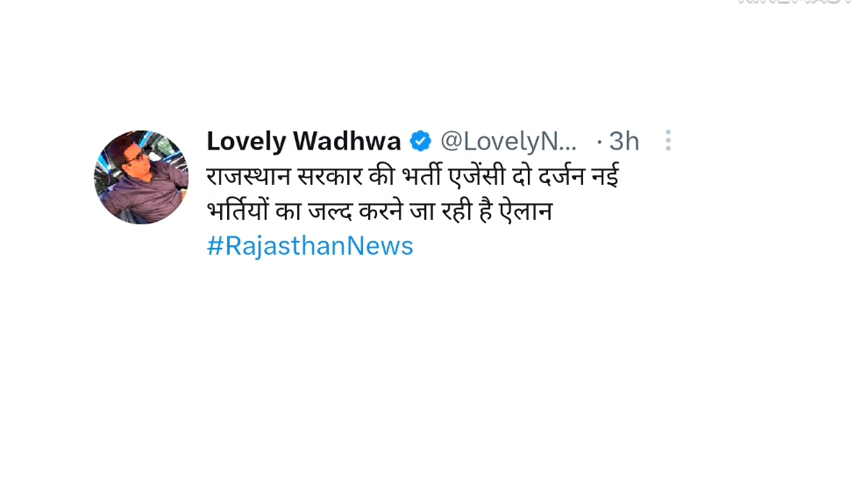 Lovely Wadhwa @LovelyN... · 3h
राजस्थान सरकार की भर्ती एजेंसी दो दर्जन नई
भर्तियों का जल्द करने जा रही है ऐलान
#RajasthanNews